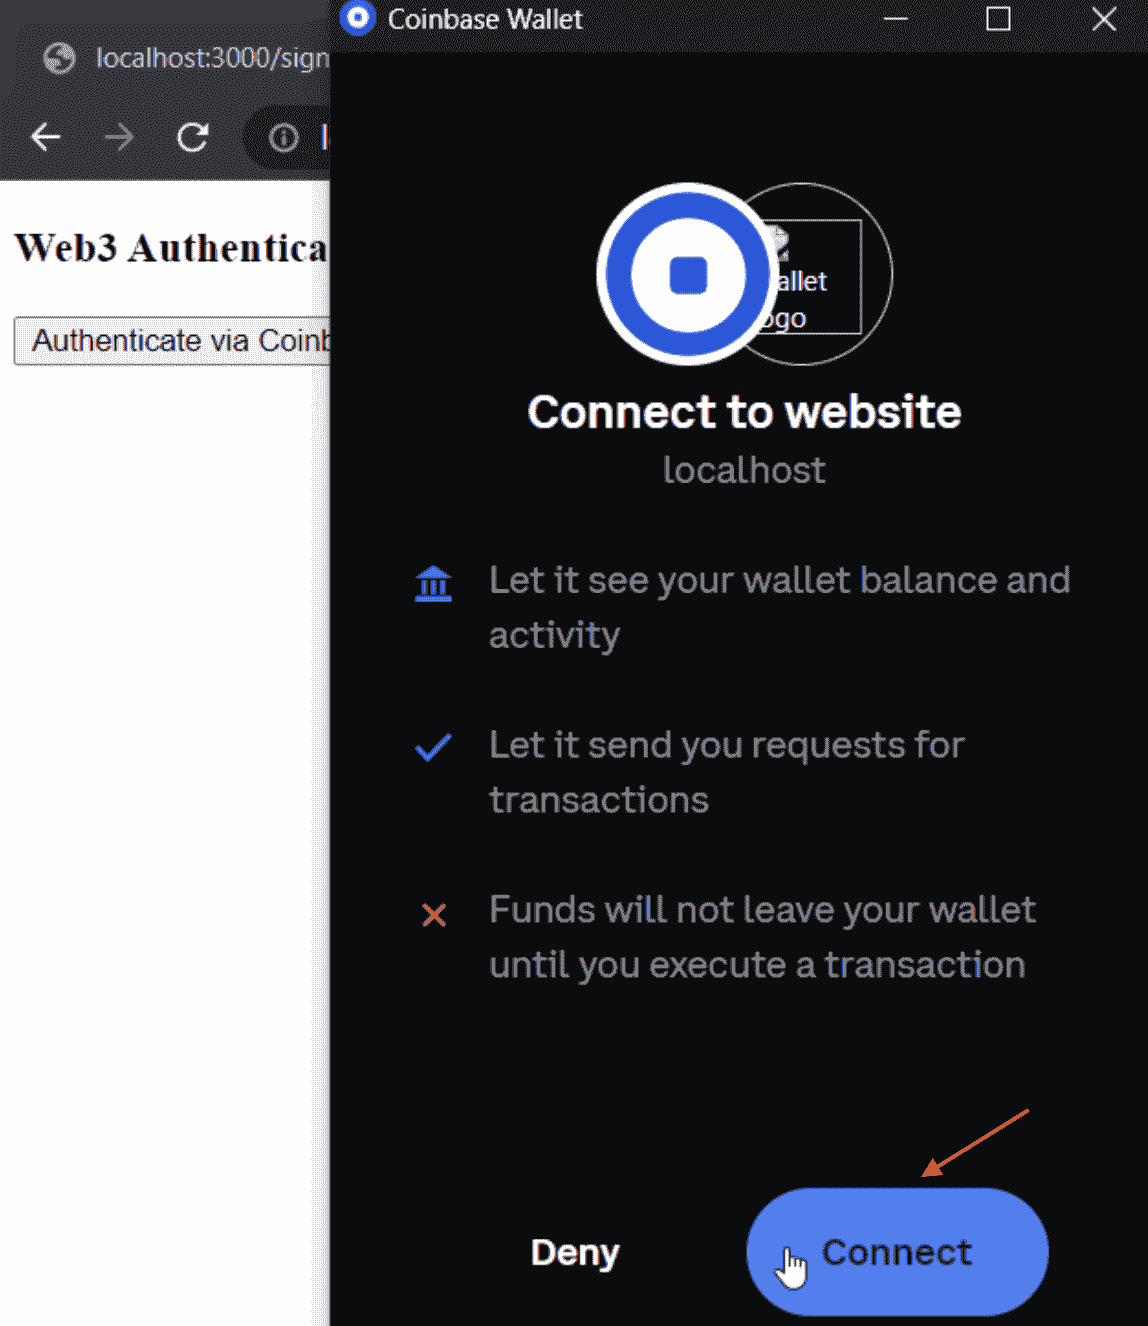 Coinbase Wallet
localhost:3000/sign
Web3 Authentica
Authenticate via Coinb
allet
ogo
Connect to website
localhost
Let it see your wallet balance and
activity
Let it send you requests for
transactions
Funds will not leave your wallet
until you execute a transaction
Deny
Connect